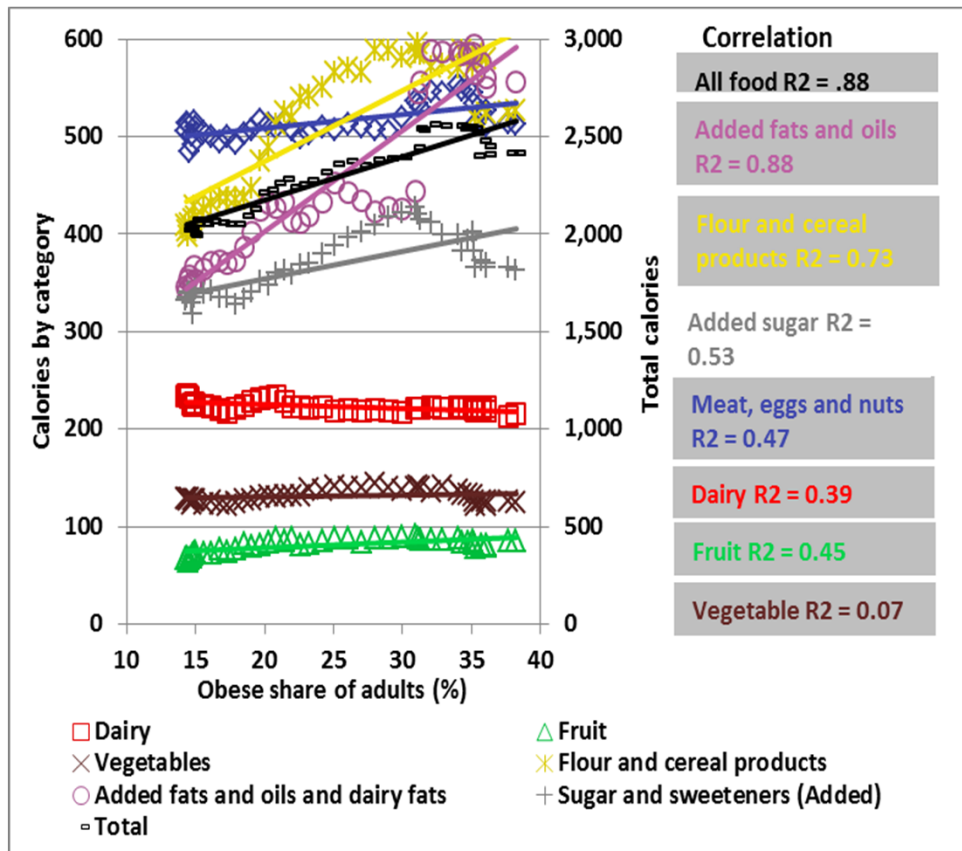 600
500
400
300
200
100
0
Calories by category
3,000
2,500
2,000
1,500
1,000
500
0
Total calories
10
15
20
25
30
35
40
Obese share of adults (%)
Correlation
All food R2 = .88
Added fats and oils
R2 = 0.88
Flour and cereal
products R2 = 0.73
Added sugar R2 =
0.53
Meat, eggs and nuts
R2 = 0.47
Dairy R2 = 0.39
Fruit R2 = 0.45
Vegetable R2 = 0.07
Dairy
Fruit
Vegetables
Flour and cereal products
Added fats and oils and dairy fats
Sugar and sweeteners (Added)
Total